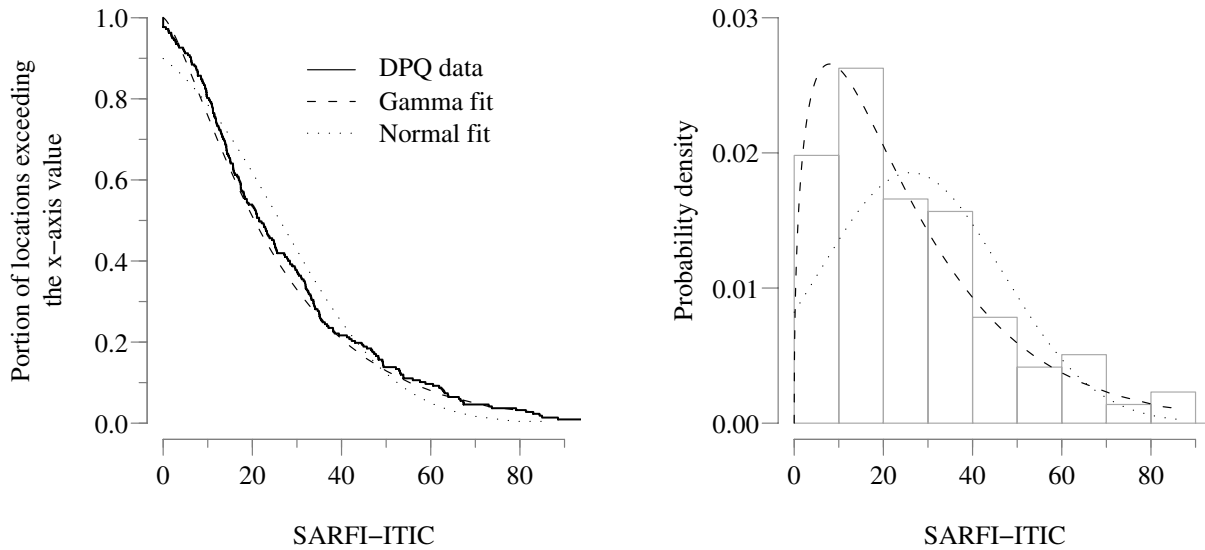 Portion of locations exceeding
the x−axis value
1.0
0.8
0.6
0.4
0.2
0.0
DPQ data
Gamma fit
Normal fit
0 20 40 60 80
SARFI−ITIC
Probability density
0.03
0.02
0.01
0.00
0 20 40 60 80
SARFI−ITIC